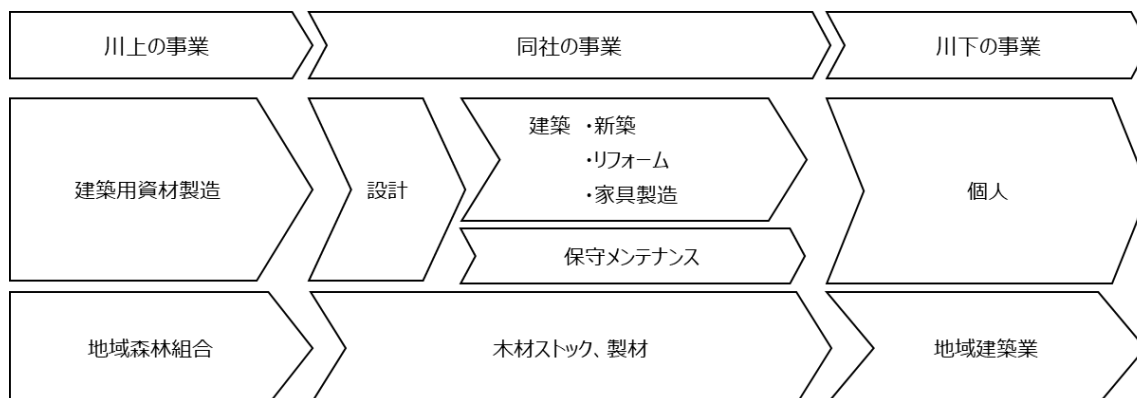 川上の事業
同社の事業
川下の事業
建築用資材製造
設計
建築 ・新築
・リフォーム
・家具製造
保守メンテナンス
個人
地域森林組合
木材ストック、製材
地域建築業